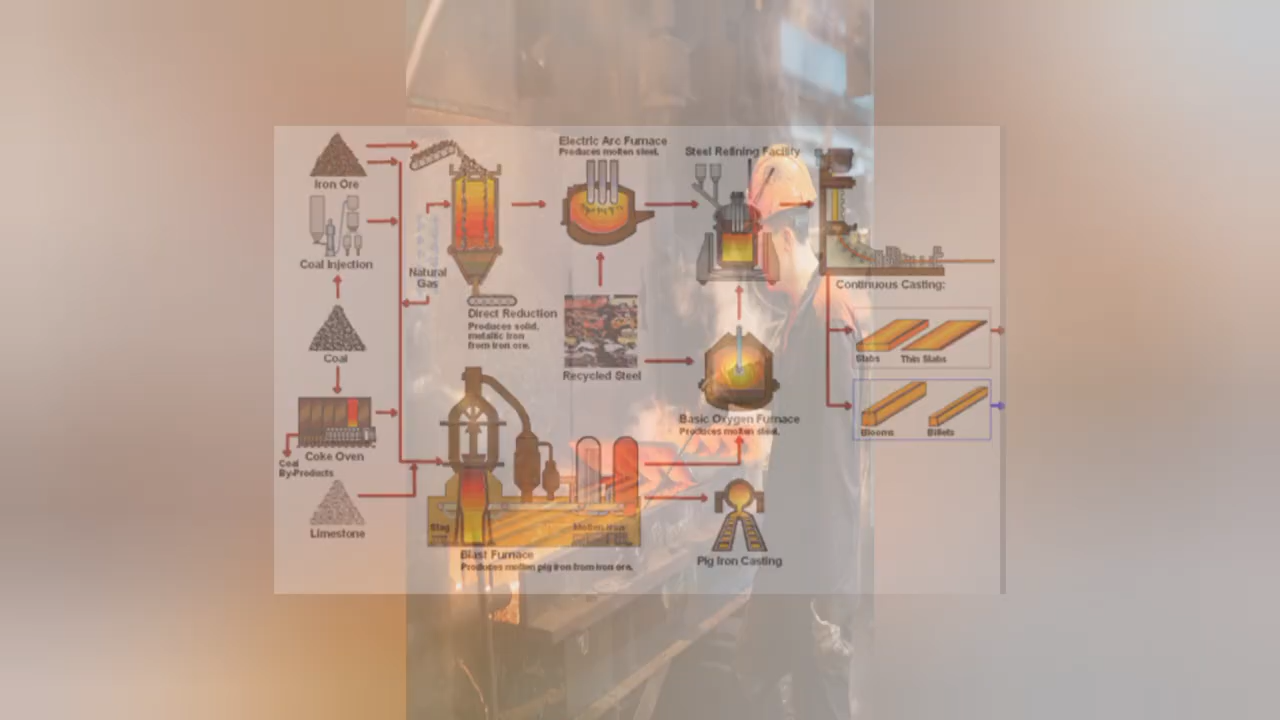 Iron Ore
Coal Injection
Coal
Coke Oven
Coal
By-Products
Limestone
Natural
Gas
Direct Reduction
Produces solid,
metallic iron
from iron ore.
Slag
Molten Iron
Blast Furnace
Produces molten pig iron from iron ore.
Electric Arc Furnace
Produces molten steel.
Recycled Steel
Steel Refining Facility
Basic Oxygen Furnace
Produces molten steel.
Pig Iron Casting
Continuous Casting:
Slabs
Thin Slabs
Blooms
Billets